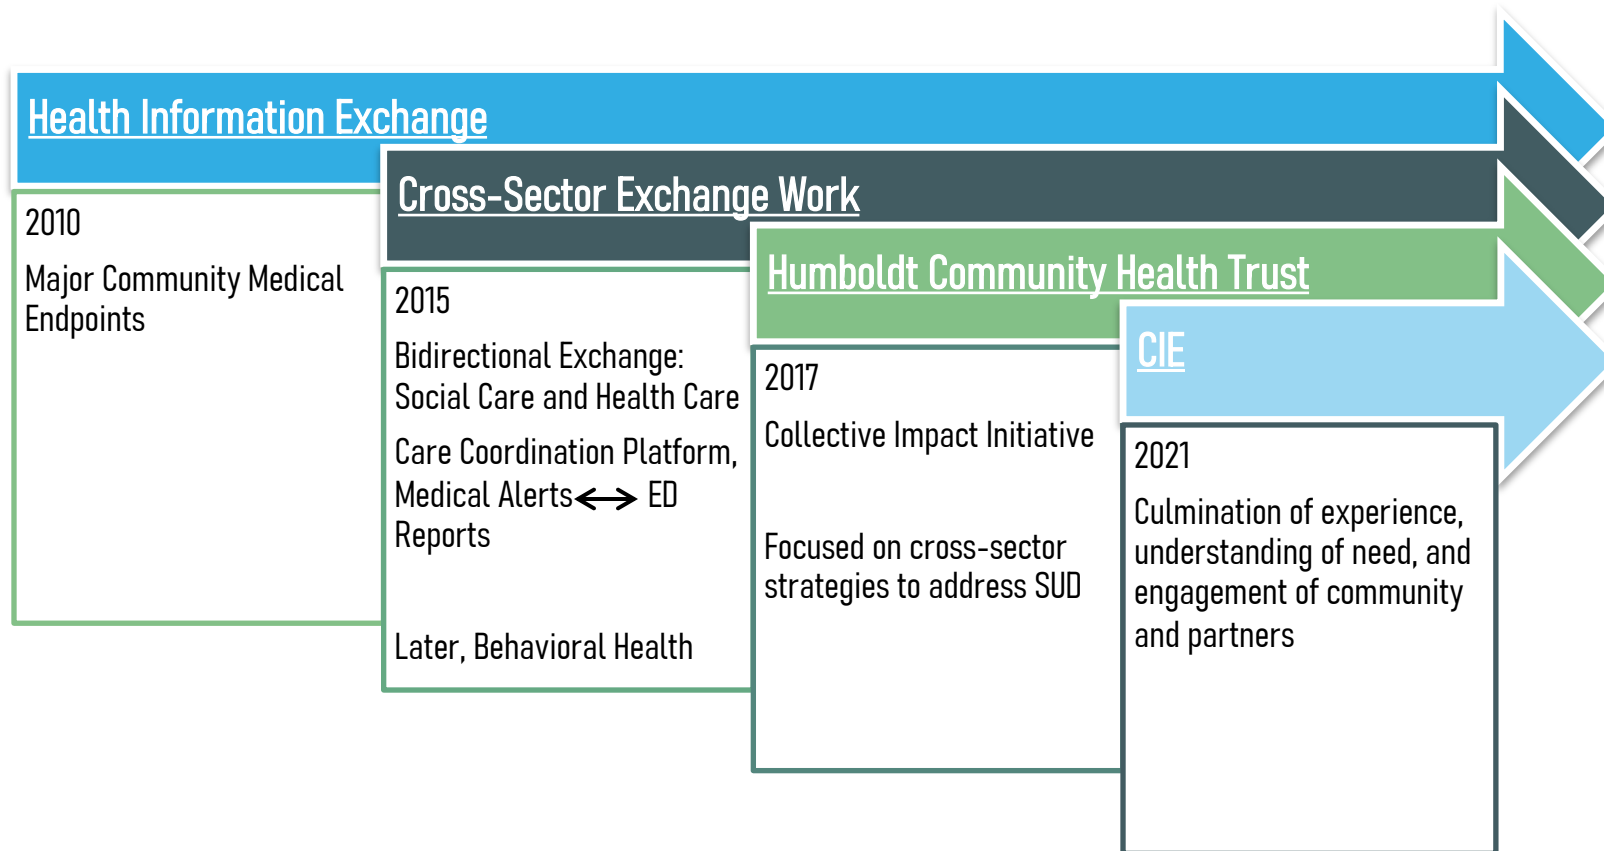 Health Information Exchange
2010
Major Community Medical
Endpoints
Cross-Sector Exchange Work
2015
Bidirectional Exchange:
Social Care and Health Care
Care Coordination Platform,
Medical Alerts ↔ ED
Reports
Later, Behavioral Health
Humboldt Community Health Trust
2017
Collective Impact Initiative
Focused on cross-sector
strategies to address SUD
CIE
2021
Culmination of experience,
understanding of need, and
engagement of community
and partners